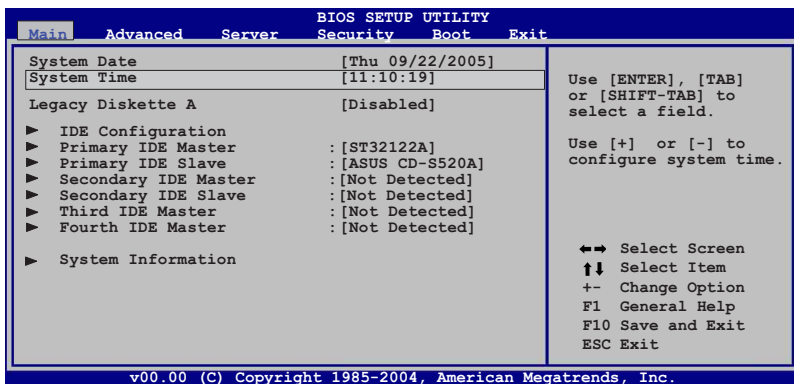 BIOS SETUP UTILITY
Main Advanced Server Security Boot Exit
System Date [Thu 09/22/2005]
System Time [11:10:19]
Legacy Diskette A [Disabled]
IDE Configuration
Primary IDE Master :[ST32122A]
Primary IDE Slave :[ASUS CD-S520A]
Secondary IDE Master :[Not Detected]
Secondary IDE Slave :[Not Detected]
Third IDE Master :[Not Detected]
Fourth IDE Master :[Not Detected]
System Information
Use [ENTER], [TAB]
or [SHIFT-TAB] to
select a field.
Use [+] or [-] to
configure system time.
Select Screen
Select Item
+- Change Option
F1 General Help
F10 Save and Exit
ESC Exit
v00.00 (C) Copyright 1985-2004, American Megatrends, Inc.